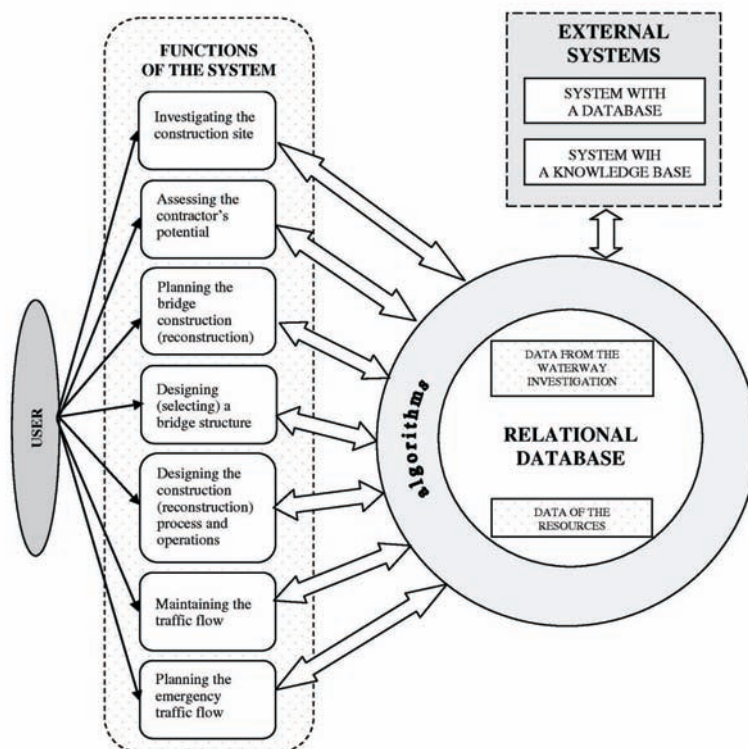 FUNCTIONS
OF THE SYSTEM
Investigating the
construction site
Assessing the
contractor's
potential
Planning the
bridge
construction
(reconstruction)
Designing
(selecting) a
bridge structure
Designing the
construction
(reconstruction)
process and
operations
Maintaining the
traffic flow
Planning the
emergency
traffic flow
USER
EXTERNAL
SYSTEMS
SYSTEM WITH
A DATABASE
SYSTEM WIH
A KNOWLEDGE BASE
algorithms
DATA FROM THE
WATERWAY
INVESTIGATION
RELATIONAL
DATABASE
DATA OF THE
RESOURCES